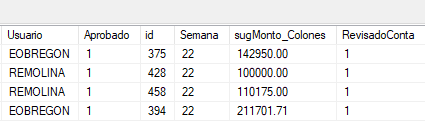 Usuario Aprobado id Semana sugMonto_Colones RevisadoConta
EOBREGON 1 375 22 142950.00 1
REMOLINA 1 428 22 100000.00 1
REMOLINA 1 458 22 110175.00 1
EOBREGON 1 394 22 211701.71 1